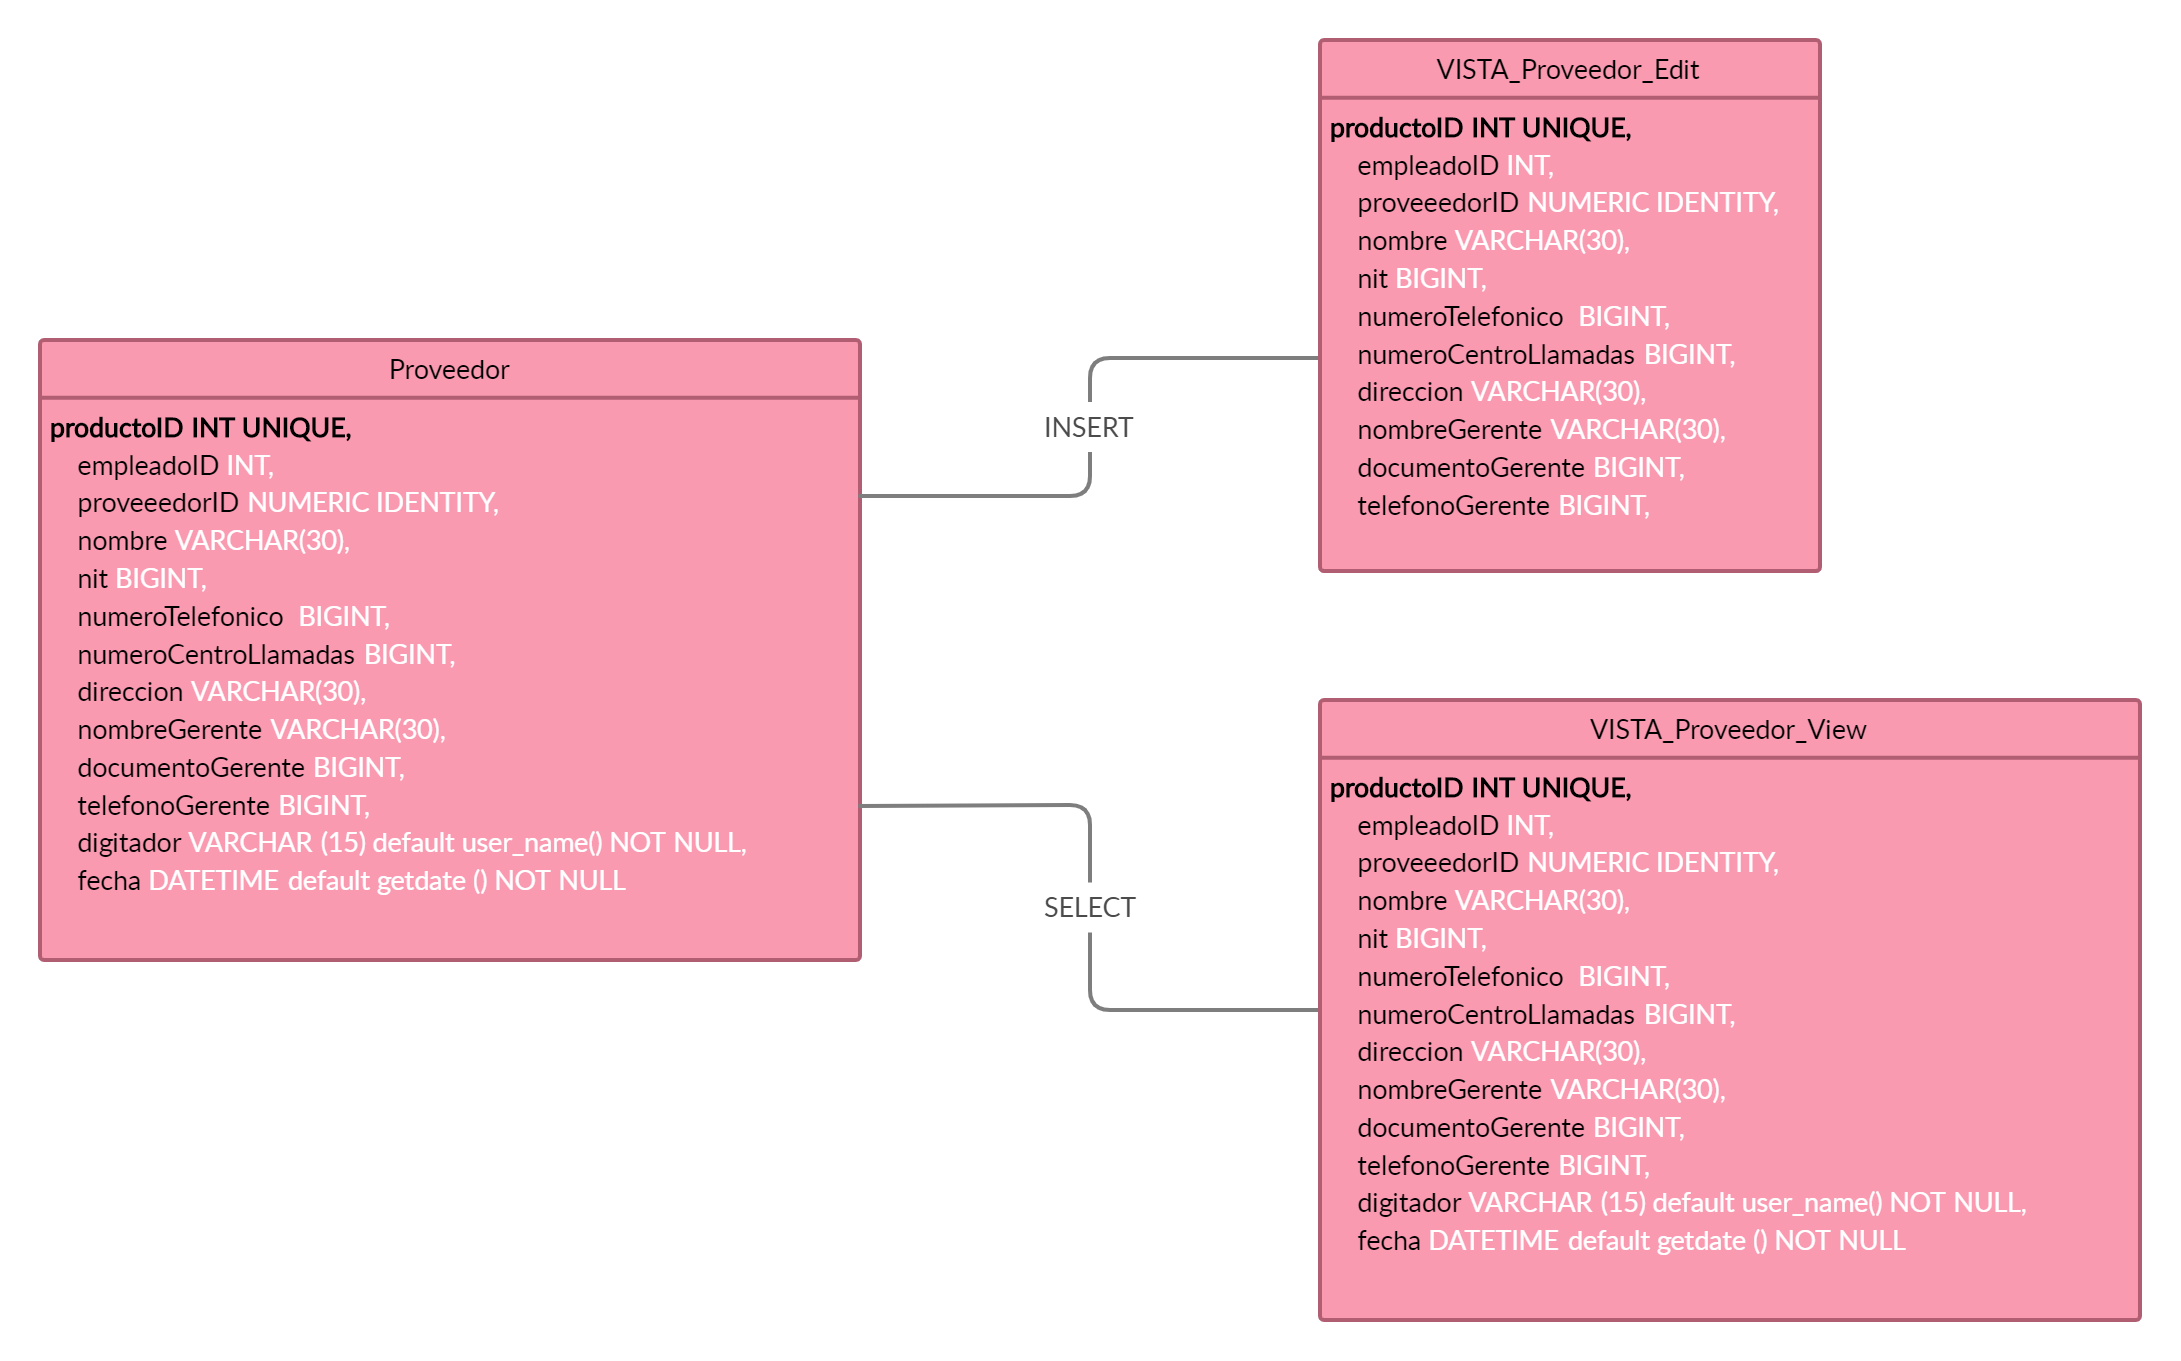 Proveedor
productoID INT UNIQUE,
empleadoID INT,
proveeedorID NUMERIC IDENTITY,
nombre VARCHAR(30),
nit BIGINT,
numeroTelefonico  BIGINT,
numeroCentroLlamadas BIGINT,
direccion VARCHAR(30),
nombreGerente VARCHAR(30),
documentoGerente BIGINT,
telefonoGerente BIGINT,
digitador VARCHAR (15) default user_name() NOT NULL,
fecha DATETIME default getdate () NOT NULL
INSERT
SELECT
VISTA_Proveedor_Edit
productoID INT UNIQUE,
empleadoID INT,
proveeedorID NUMERIC IDENTITY,
nombre VARCHAR(30),
nit BIGINT,
numeroTelefonico  BIGINT,
numeroCentroLlamadas BIGINT,
direccion VARCHAR(30),
nombreGerente VARCHAR(30),
documentoGerente BIGINT,
telefonoGerente BIGINT,
VISTA_Proveedor_View
productoID INT UNIQUE,
empleadoID INT,
proveeedorID NUMERIC IDENTITY,
nombre VARCHAR(30),
nit BIGINT,
numeroTelefonico  BIGINT,
numeroCentroLlamadas BIGINT,
direccion VARCHAR(30),
nombreGerente VARCHAR(30),
documentoGerente BIGINT,
telefonoGerente BIGINT,
digitador VARCHAR (15) default user_name() NOT NULL,
fecha DATETIME default getdate () NOT NULL